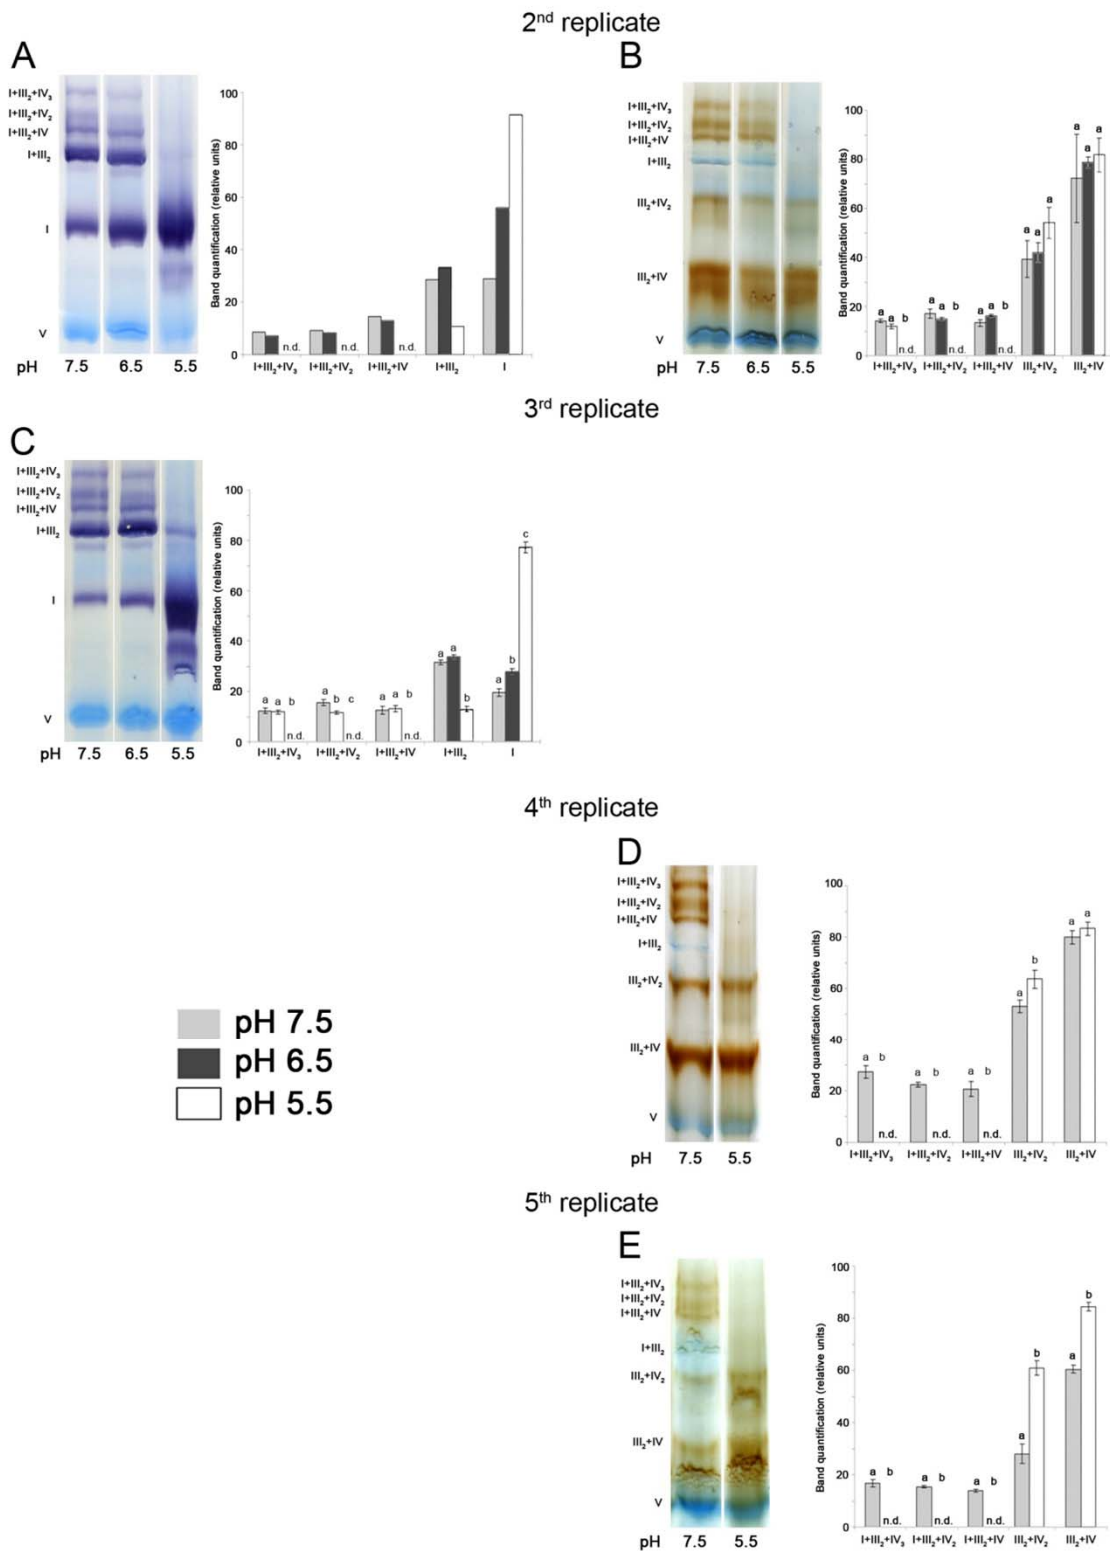 2nd replicate
A
I+III2+IV3
I+III2+IV2
I+III2+IV
I+III2
I
V
pH 7.5 6.5 5.5
Band quantification (relative units)
100
80
60
40
20
0
n.d. n.d. n.d.
I+III2+IV3 I+III2+IV2 I+III2+IV I+III2 I
B
I+III2+IV3
I+III2+IV2
I+III2+IV
I+III2
III2+IV2
III2+IV
V
pH 7.5 6.5 5.5
Band quantification (relative units)
100
80
60
40
20
0
a a b a a b a a b a a a a a a
n.d. n.d. n.d.
I+III2+IV3 I+III2+IV2 I+III2+IV III2+IV2 III2+IV
3rd replicate
C
I+III2+IV3
I+III2+IV2
I+III2+IV
I+III2
I
V
pH 7.5 6.5 5.5
Band quantification (relative units)
100
80
60
40
20
0
a a b a b c a a b a a b a b c
n.d. n.d. n.d.
I+III2+IV3 I+III2+IV2 I+III2+IV I+III2 I
4th replicate
D
I+III2+IV3
I+III2+IV2
I+III2+IV
I+III2
III2+IV2
III2+IV
V
pH 7.5 5.5
Band quantification (relative units)
100
80
60
40
20
0
a b a b a b a b a a
n.d. n.d. n.d.
I+III2+IV3 I+III2+IV2 I+III2+IV III2+IV2 III2+IV
pH 7.5
pH 6.5
pH 5.5
5th replicate
E
I+III2+IV3
I+III2+IV2
I+III2+IV
I+III2
III2+IV2
III2+IV
V
pH 7.5 5.5
Band quantification (relative units)
100
80
60
40
20
0
a b a b a b a b a b
n.d. n.d. n.d.
I+III2+IV3 I+III2+IV2 I+III2+IV III2+IV2 III2+IV